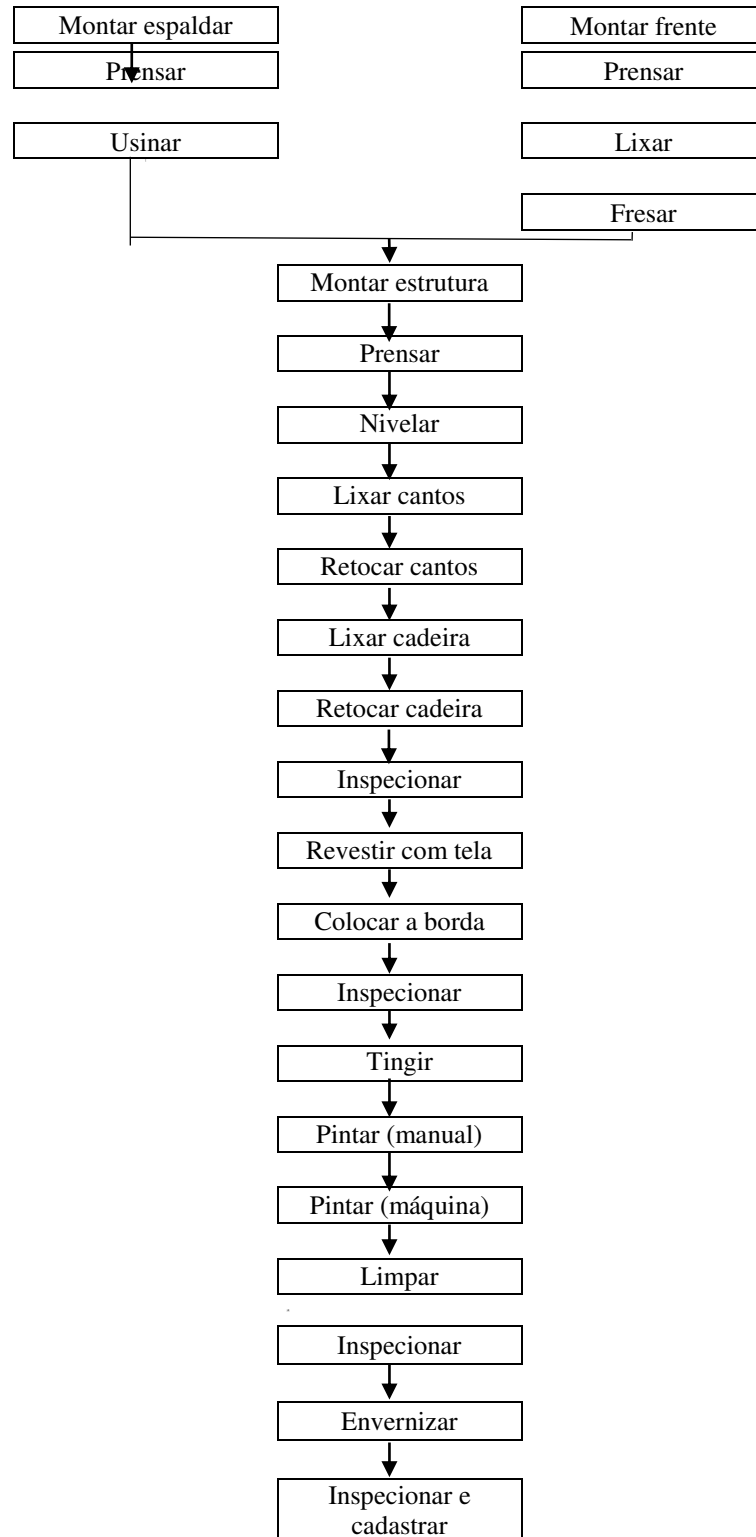 Montar espaldar
Montar frente
Prensar
Prensar
Usinar
Lixar
Fresar
Montar estrutura
Prensar
Nivelar
Lixar cantos
Retocar cantos
Lixar cadeira
Retocar cadeira
Inspecionar
Revestir com tela
Colocar a borda
Inspecionar
Tingir
Pintar (manual)
Pintar (máquina)
Limpar
Inspecionar
Envernizar
Inspecionar e
cadastrar